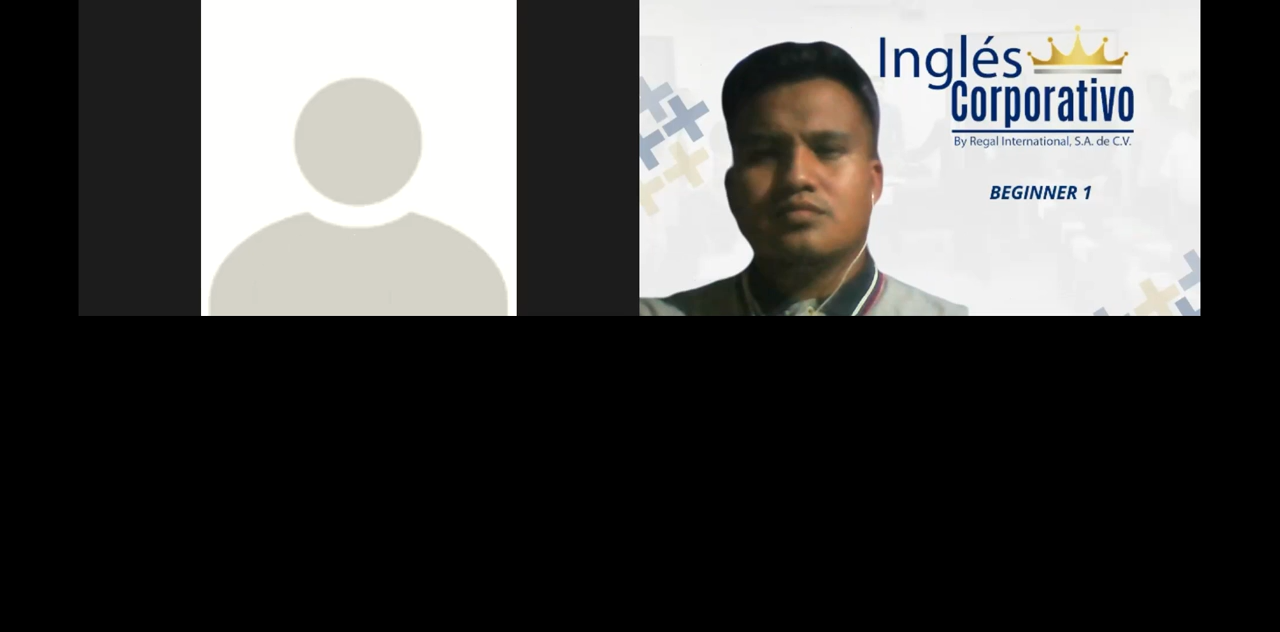 Inglés
Corporativo
By Regal International, S.A. de C.V.
BEGINNER 1